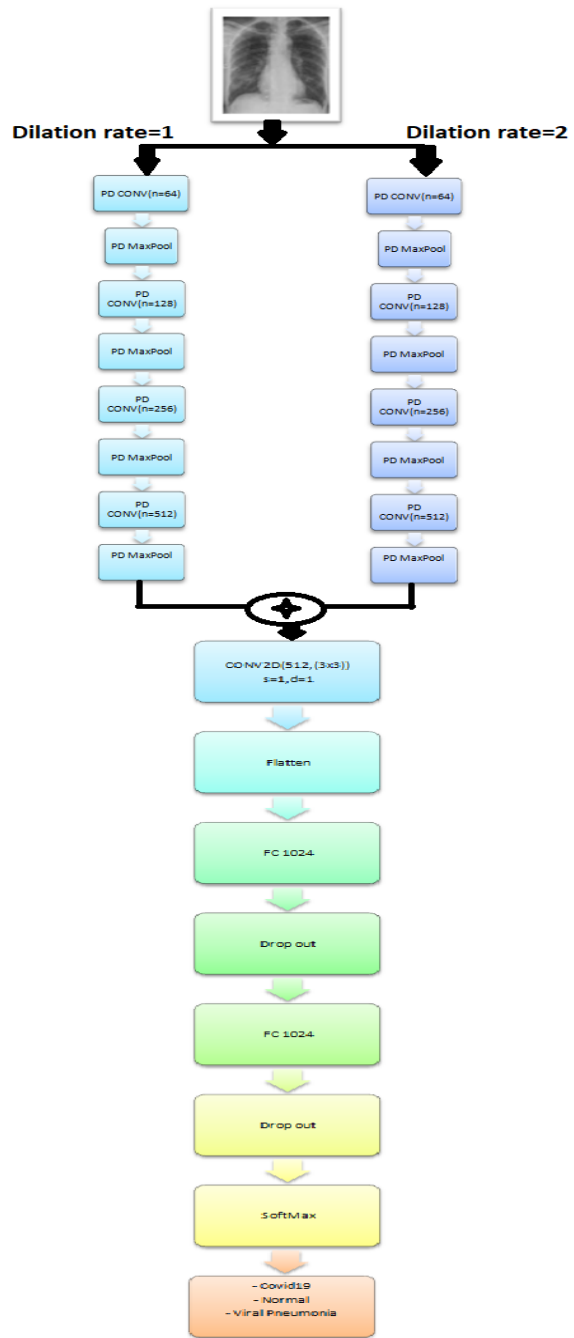 Dilation rate=1
Dilation rate=2
PD CONV(n=64)
PD MaxPool
PD
CONV(n=128)
PD MaxPool
PD
CONV(n=256)
PD MaxPool
PD
CONV(n=512)
PD MaxPool
PD CONV(n=64)
PD MaxPool
PD
CONV(n=128)
PD MaxPool
PD
CONV(n=256)
PD MaxPool
PD
CONV(n=512)
PD MaxPool
CONV2D(512,(3x3))
s=1,d=1
Flatten
FC 1024
Drop out
FC 1024
Drop out
SoftMax
- Covid19
- Normal
- Viral Pneumonia